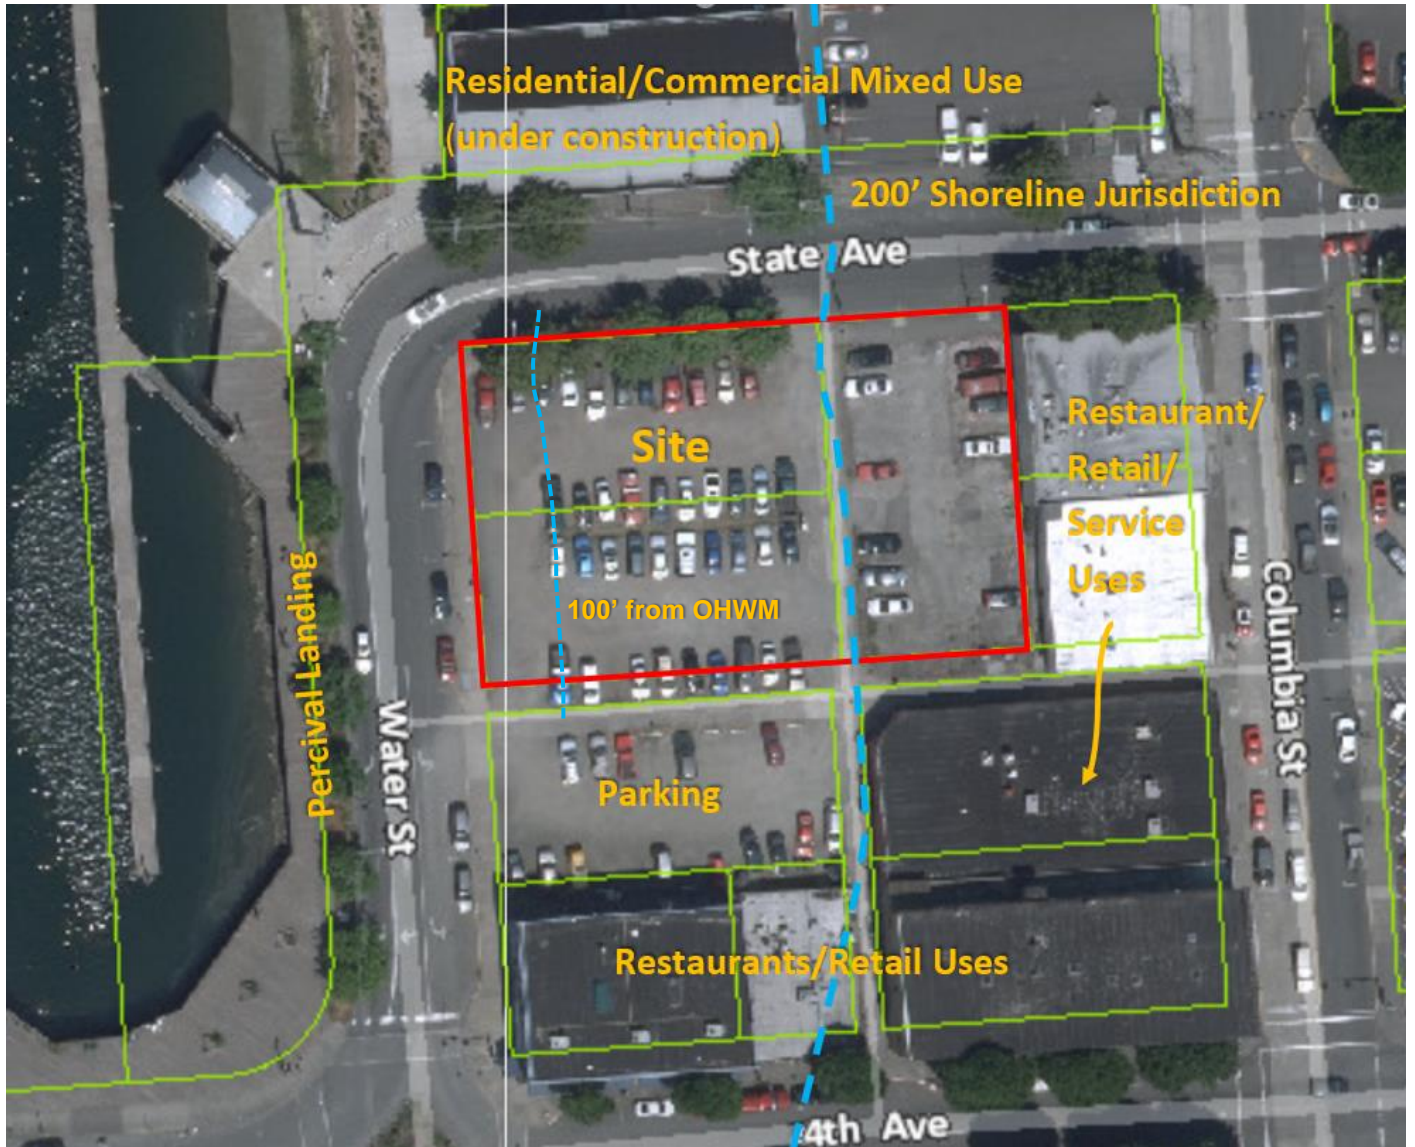 Residential/Commercial Mixed Use
(under construction)
200’ Shoreline Jurisdiction
State Ave
Site
Restaurant/
Retail/
Service
Uses
100’ from OHWM
Percival Landing
Water St
Columbia St
Parking
Restaurants/Retail Uses
4th Ave